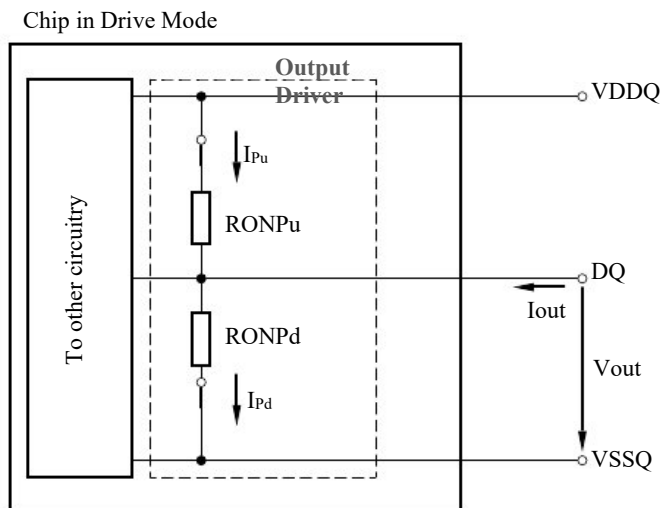 Chip in Drive Mode
Output
Driver
VDDQ
IPu
RONPu
To other circuitry
DQ
Iout
RONPd
Vout
IPd
VSSQ